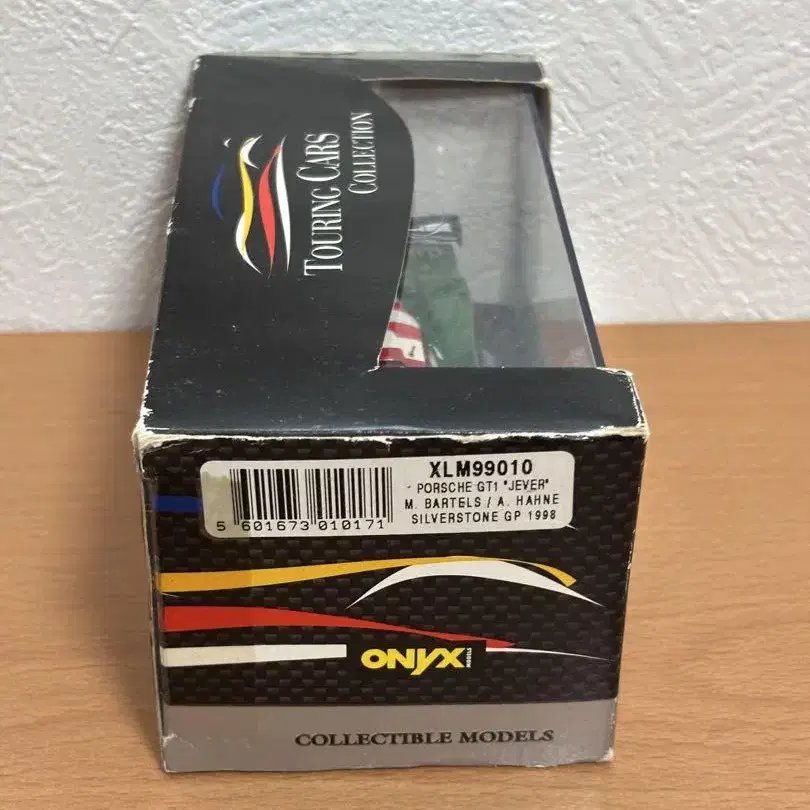 TOURING CARS
COLLECTION
1
XLM99010
PORSCHE GT1 "JEVER"
M. BARTELS / A. HAHNE
SILVERSTONE GP 1998
5 601673 010171
ONYX
MODELS
COLLECTIBLE MODELS